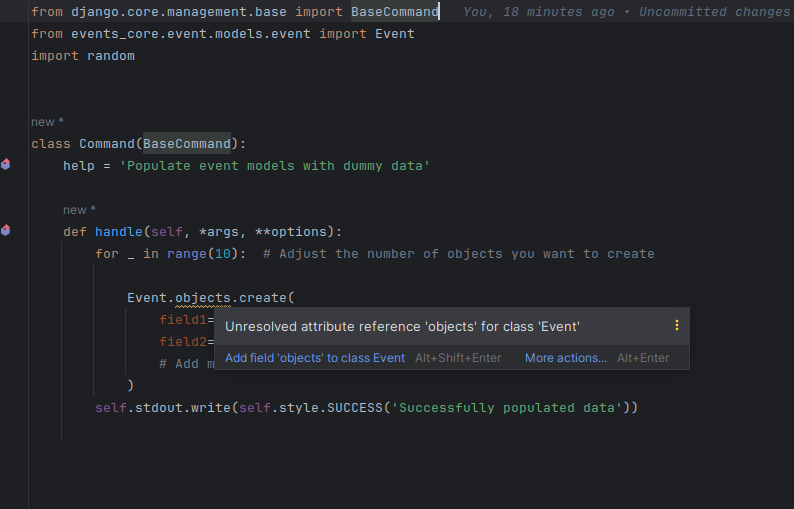 from django.core.management.base import BaseCommand You, 18 minutes ago • Uncommitted changes
from events_core.event.models.event import Event
import random
new *
class Command(BaseCommand):
help = 'Populate event models with dummy data'
new *
def handle(self, *args, **options):
for _ in range(10): # Adjust the number of objects you want to create
Event.objects.create(
field1=
Unresolved attribute reference 'objects' for class 'Event'
field2=
Add field 'objects' to class Event Alt+Shift+Enter More actions... Alt+Enter
# Add
)
self.stdout.write(self.style.SUCCESS('Successfully populated data'))